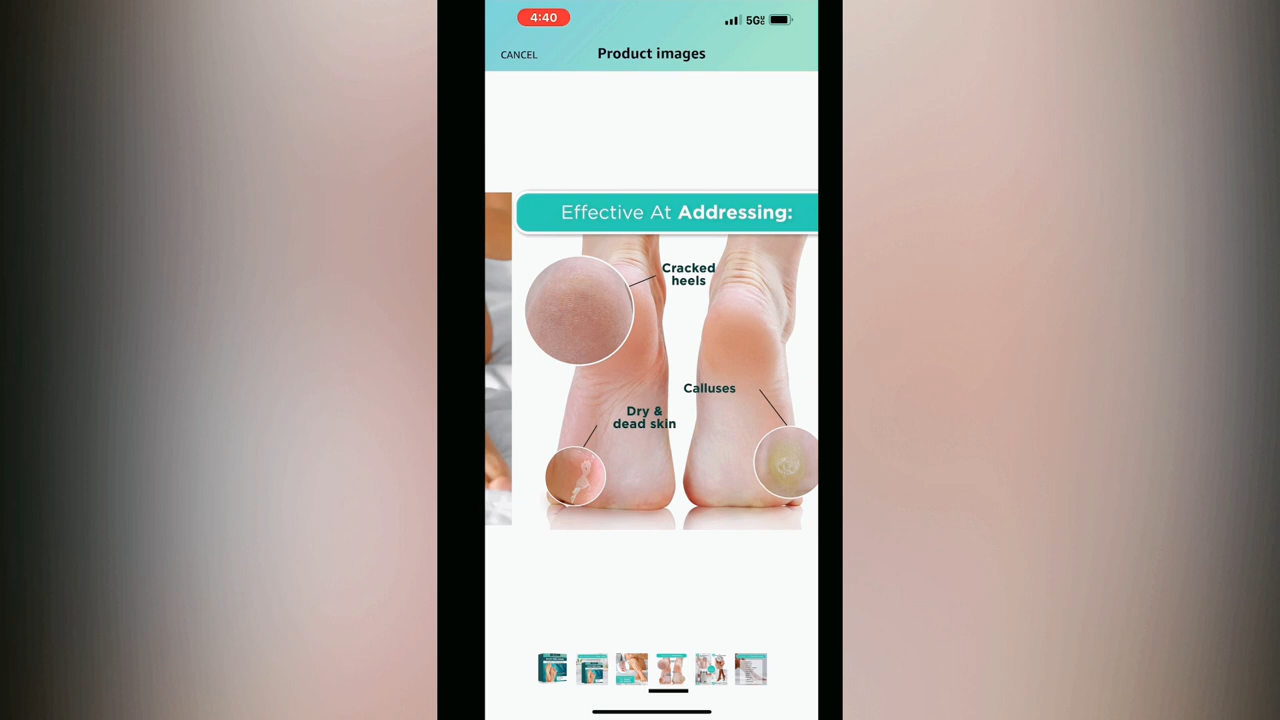 4:40
5G
CANCEL
Product images
Effective At Addressing:
Cracked
heels
Calluses
Dry &
dead skin